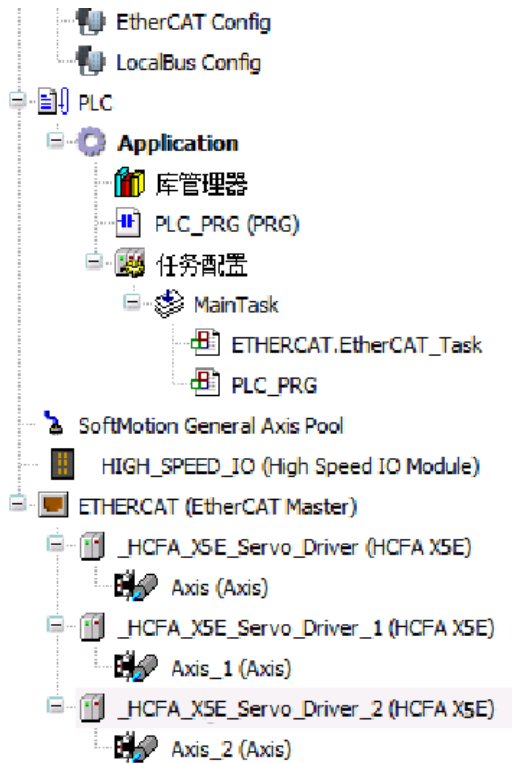 EtherCAT Config
LocalBus Config
PLC
Application
库管理器
PLC_PRG (PRG)
任务配置
MainTask
ETHERCAT.EtherCAT_Task
PLC_PRG
SoftMotion General Axis Pool
HIGH_SPEED_IO (High Speed IO Module)
ETHERCAT (EtherCAT Master)
_HCFA_X5E_Servo_Driver (HCFA X5E)
Axis (Axis)
_HCFA_X5E_Servo_Driver_1 (HCFA X5E)
Axis_1 (Axis)
_HCFA_X5E_Servo_Driver_2 (HCFA X5E)
Axis_2 (Axis)